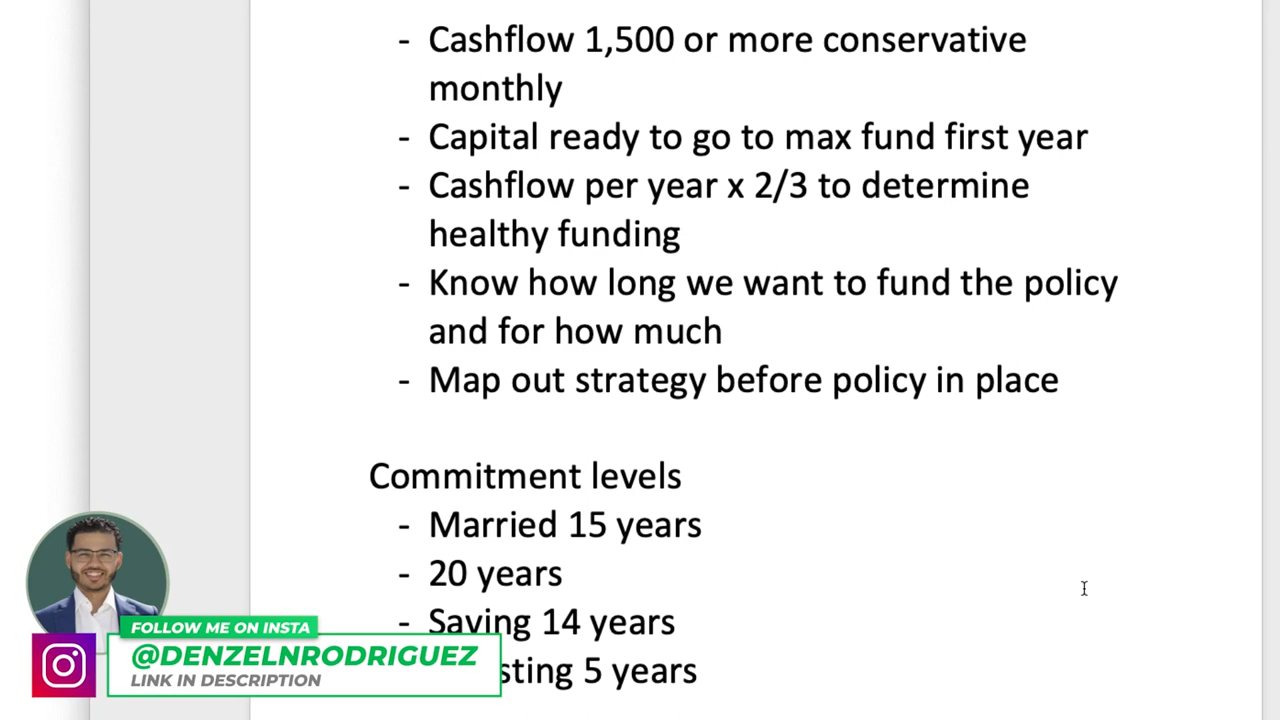 - Cashflow 1,500 or more conservative
monthly
- Capital ready to go to max fund first year
- Cashflow per year x 2/3 to determine
healthy funding
- Know how long we want to fund the policy
and for how much
- Map out strategy before policy in place
Commitment levels
- Married 15 years
- 20 years
- Saving 14 years
5 years
FOLLOW ME ON INSTA
@DENZELNRODRIGUEZ
LINK IN DESCRIPTION